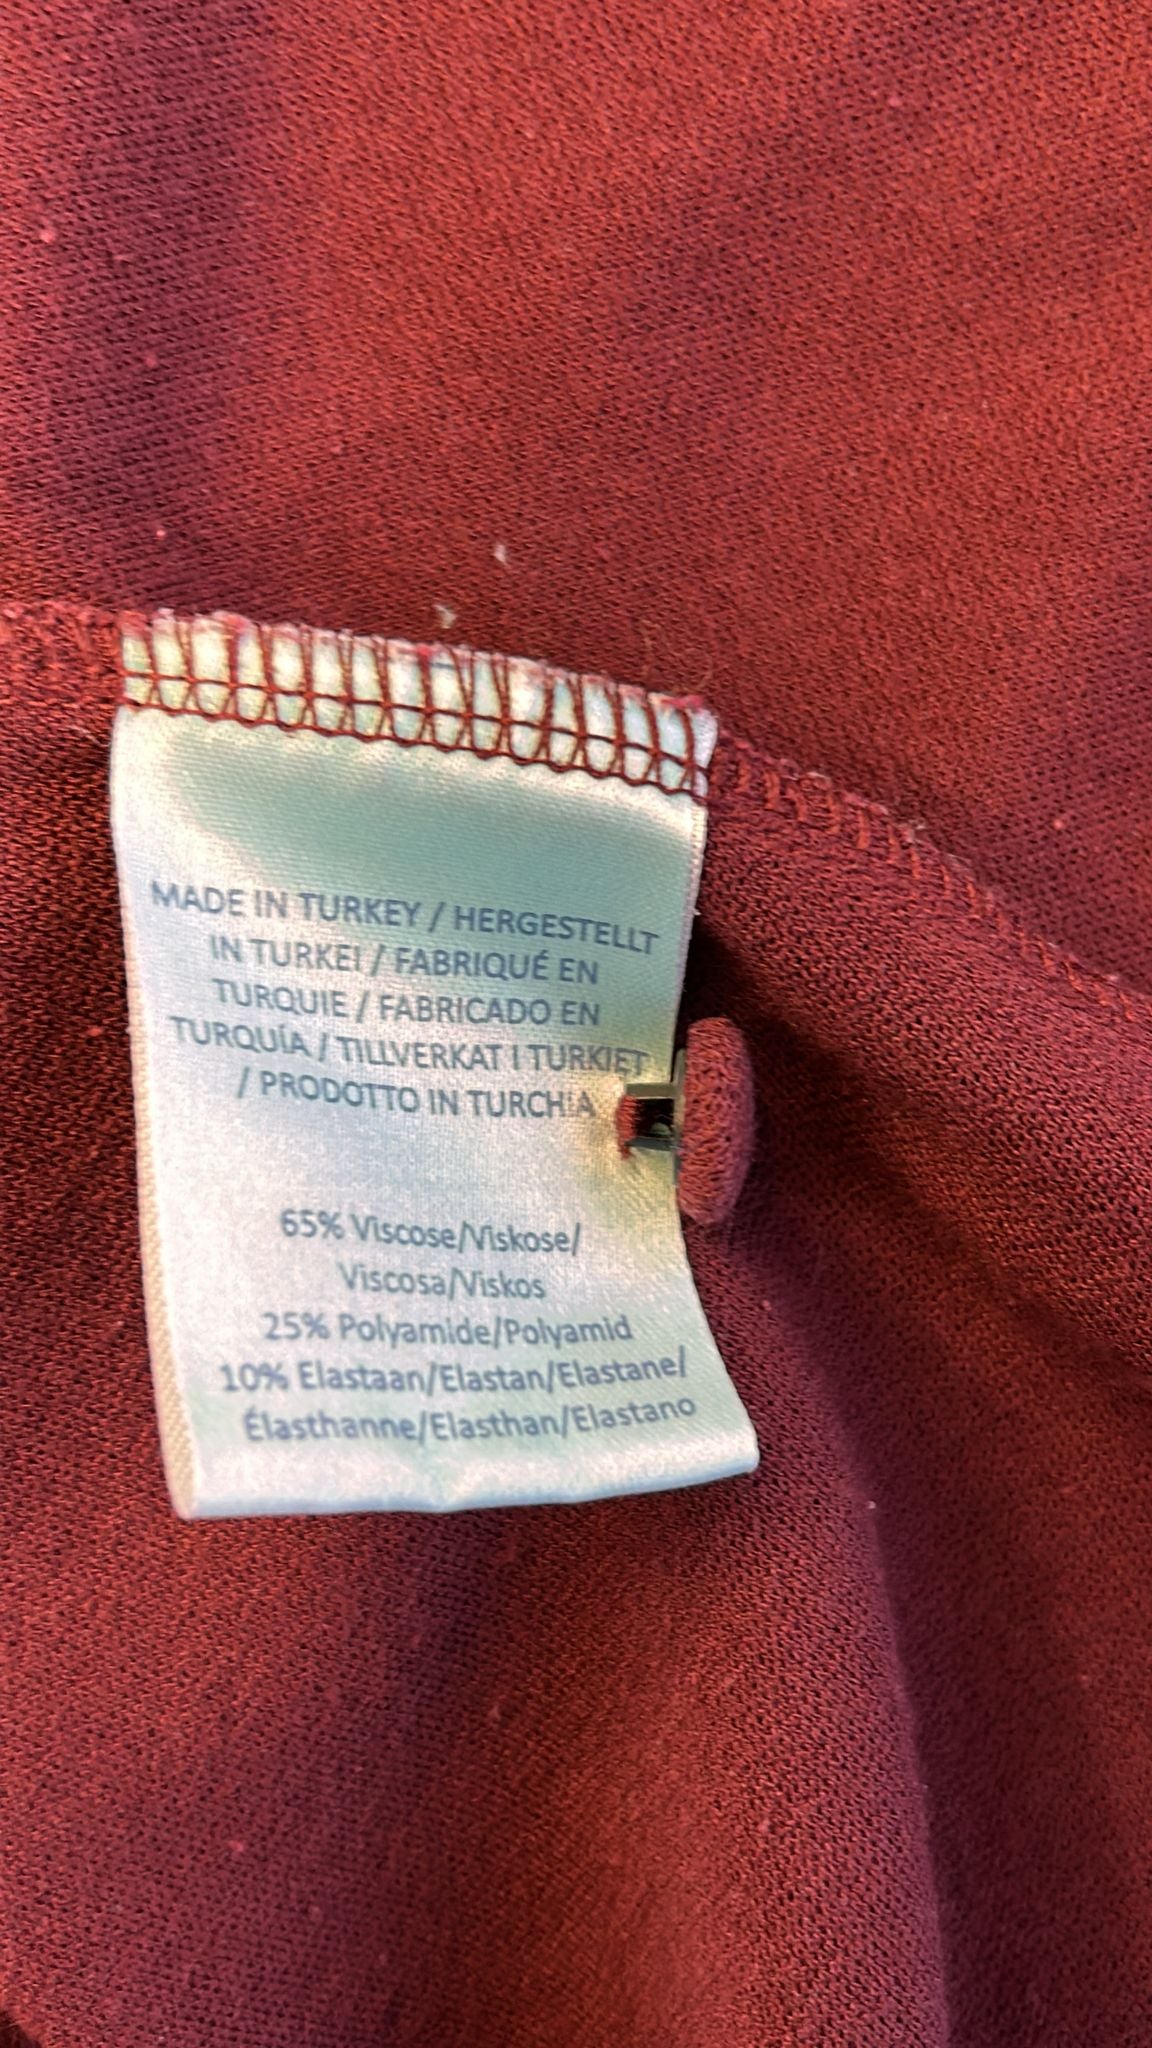 MADE IN TURKEY / HERGESTELLT
IN TURKEI / FABRIQUÉ EN
TURQUIE / FABRICADO EN
TURQUÍA / TILLVERKAT I TURKIET
/ PRODOTTO IN TURCHIA
65% Viscose/Viskose/
Viscosa/Viskos
25% Polyamide/Polyamid
10% Elastaan/Elastan/Elastane/
Élasthanne/Elasthan/Elastano